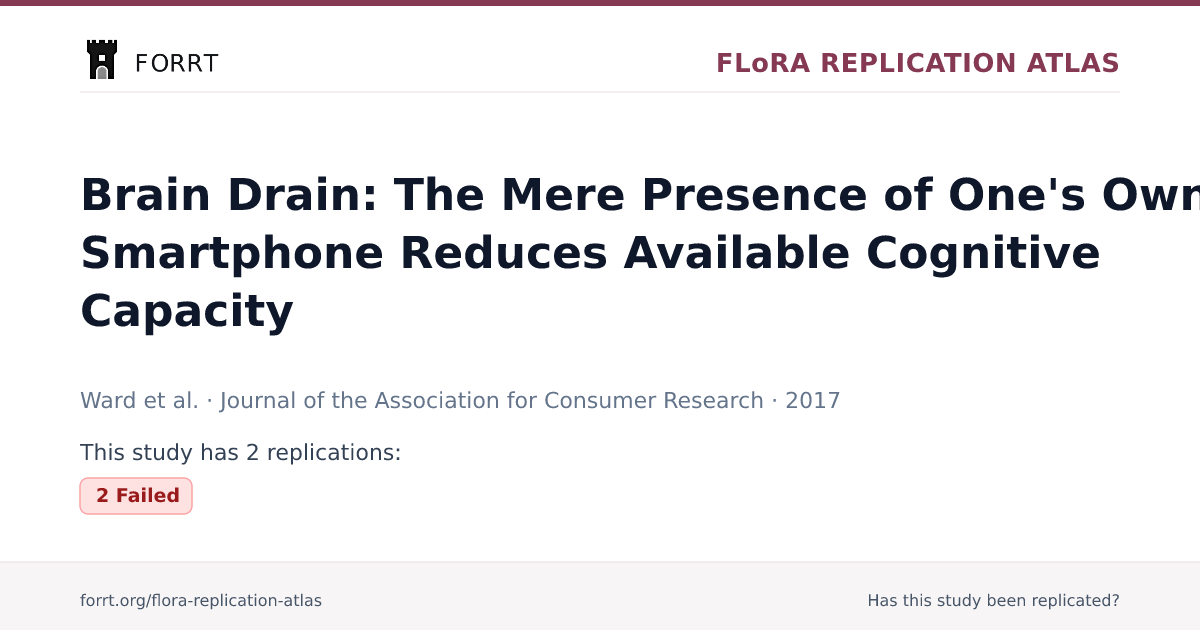 FORRT
FLoRA REPLICATION ATLAS
Brain Drain: The Mere Presence of One's Own
Smartphone Reduces Available Cognitive
Capacity
Ward et al. · Journal of the Association for Consumer Research · 2017
This study has 2 replications:
2 Failed
forrt.org/flora-replication-atlas
Has this study been replicated?